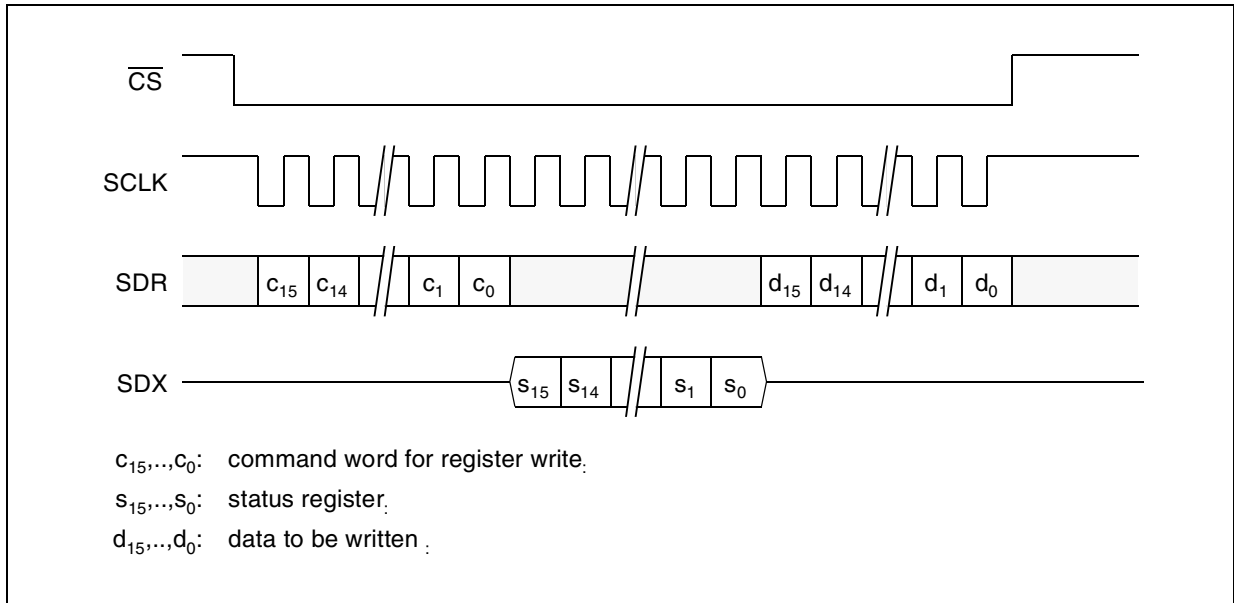 CS
SCLK
SDR c15 c14 c1 c0 d15 d14 d1 d0
SDX s15 s14 s1 s0
c15,..,c0: command word for register write:
s15,..,s0: status register:
d15,..,d0: data to be written :